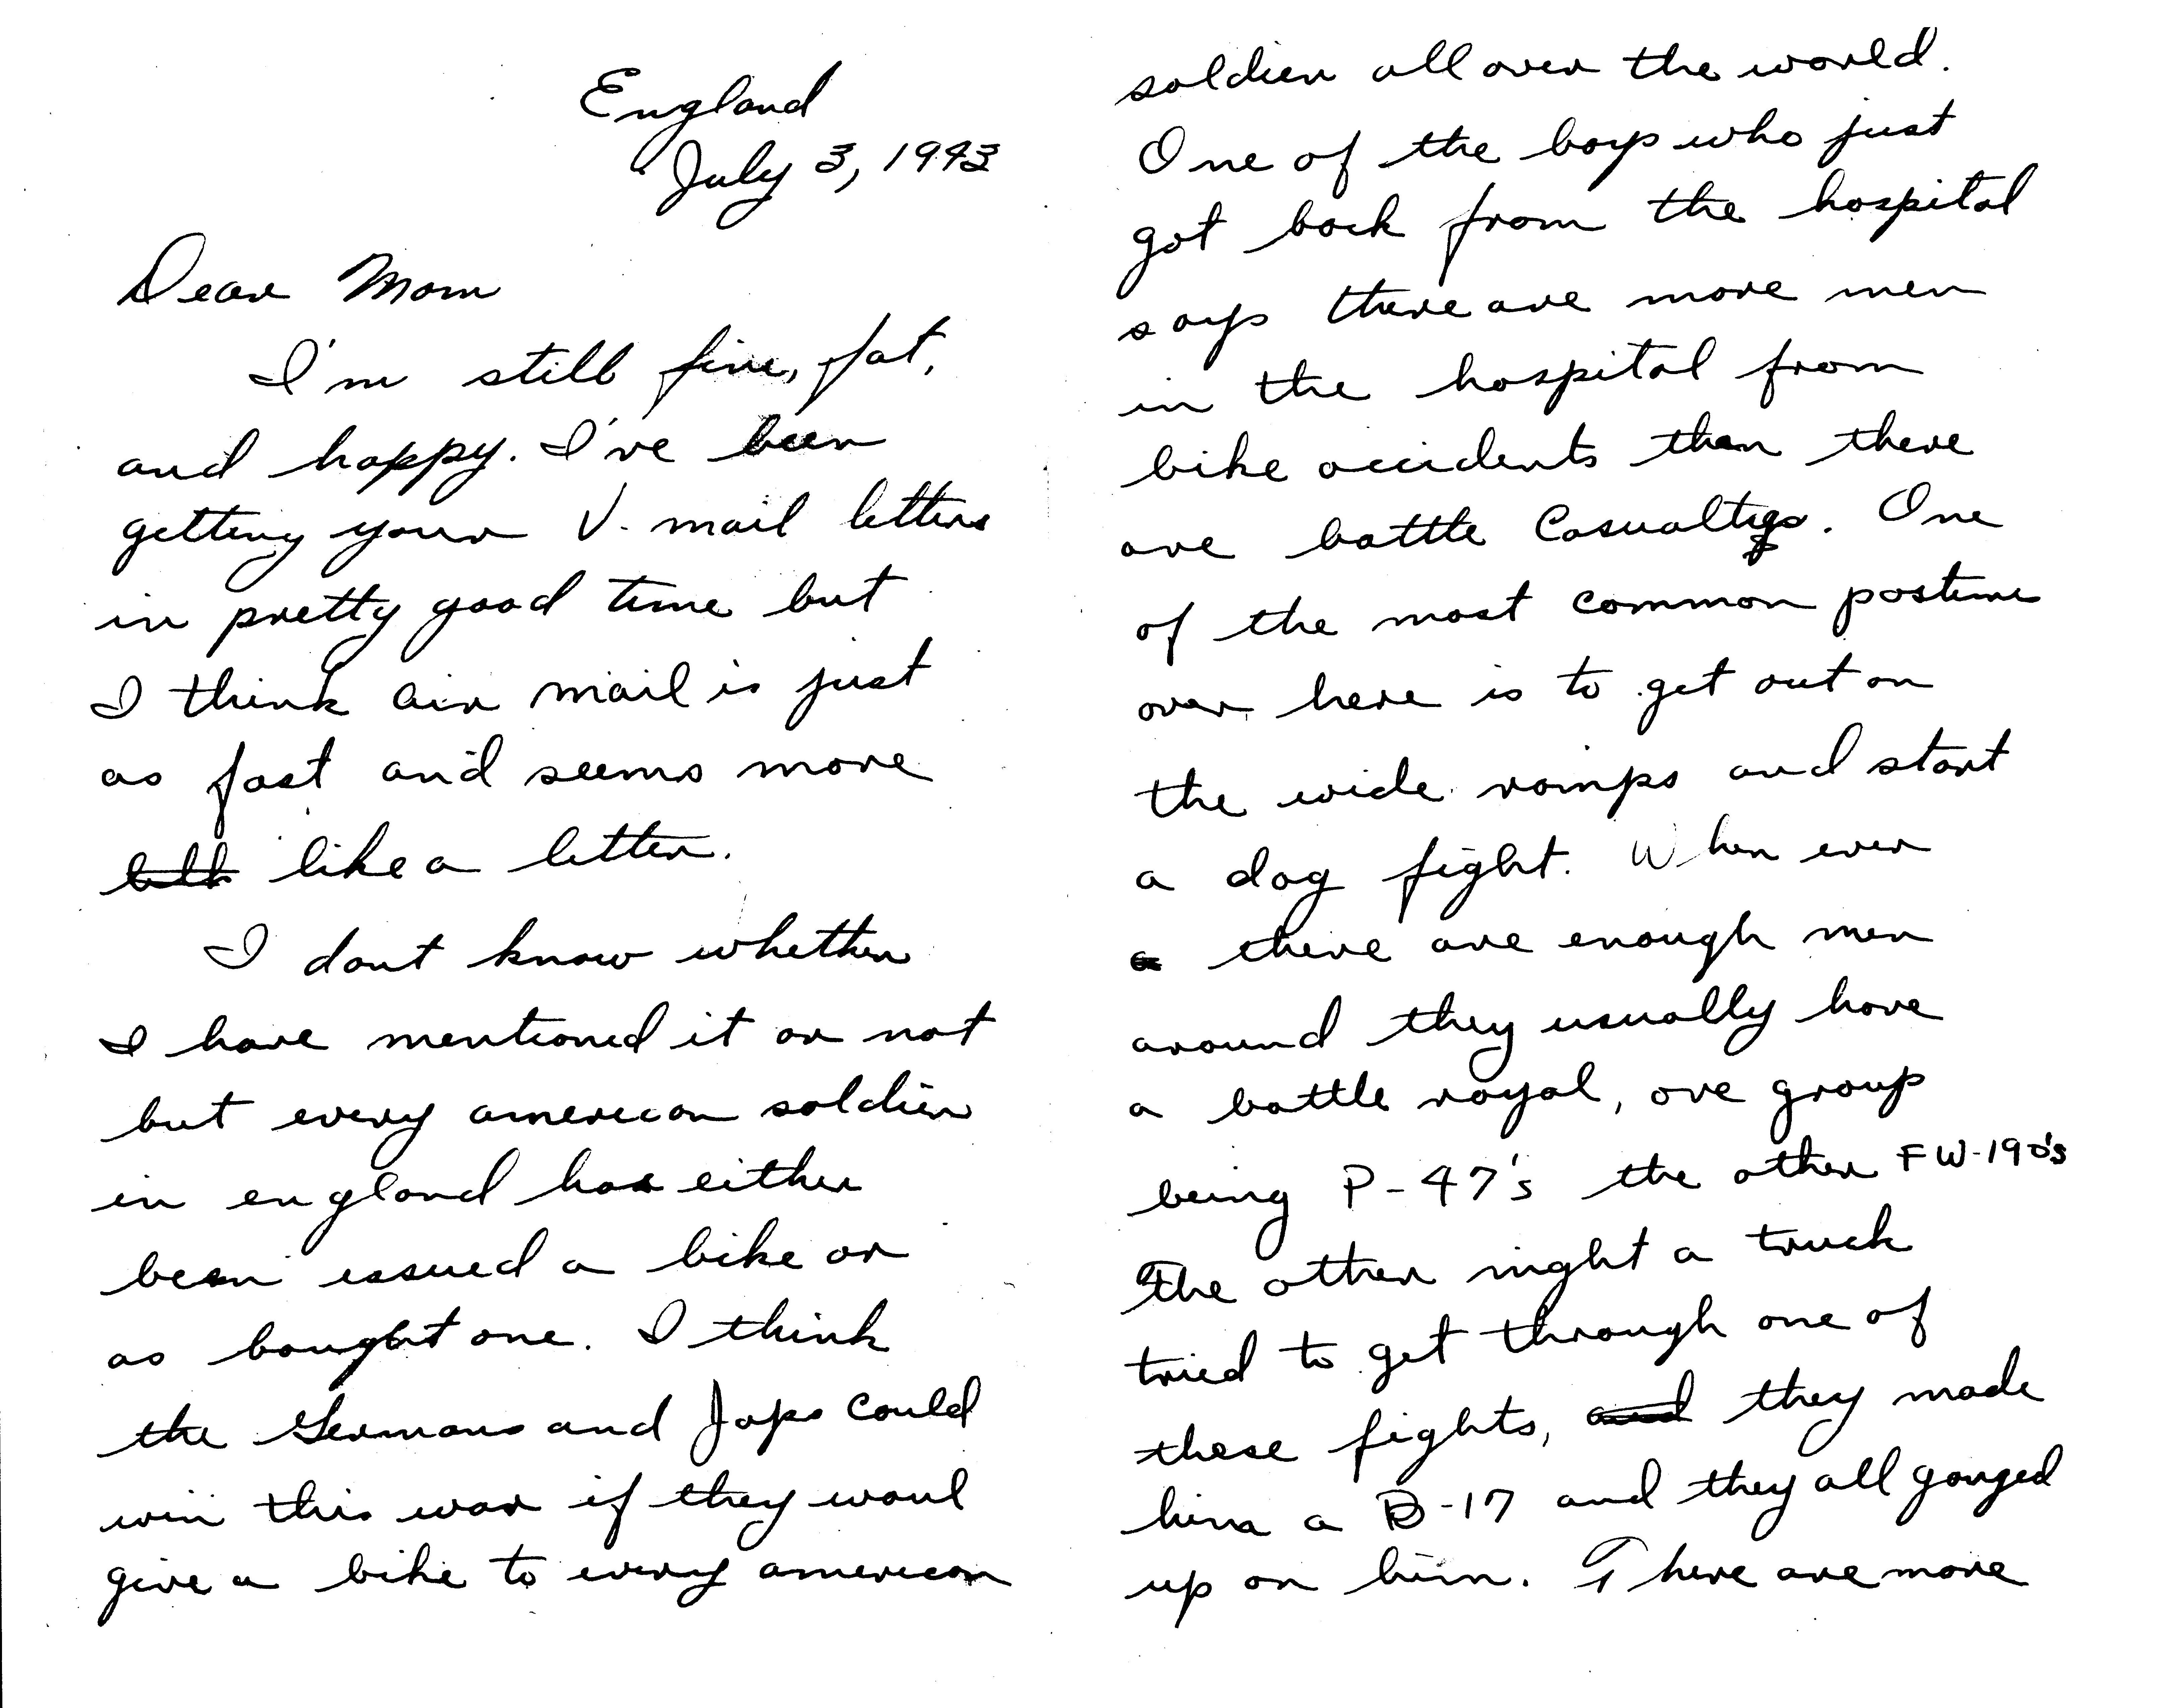 England
July 3, 1943
Dear Mom
I'm still fine, fat,
and happy. I've been
getting your V-mail letters
in pretty good time but
I think air mail is just
as fast and seems more
like a letter.
I dont know whether
I have mentioned it or not
but every american soldier
in england has either
been issued a bike or
as bought one. I think
the Germans and Japs could
win this war if they woul
give a bike to every american
soldier all over the world.
One of the boys who just
got back from the hospital
says there are more men
in the hospital from
bike accidents than there
are battle Casualties. One
of the most common pastime
over here is to get out on
the wide ramps and start
a dog fight. When ever
a there are enough men
around they usually have
a battle royal, one group
being P-47's the other FW-190's
The other night a truck
tried to get through one of
these fights, and they made
him a B-17 and they all ganged
up on him. There are more